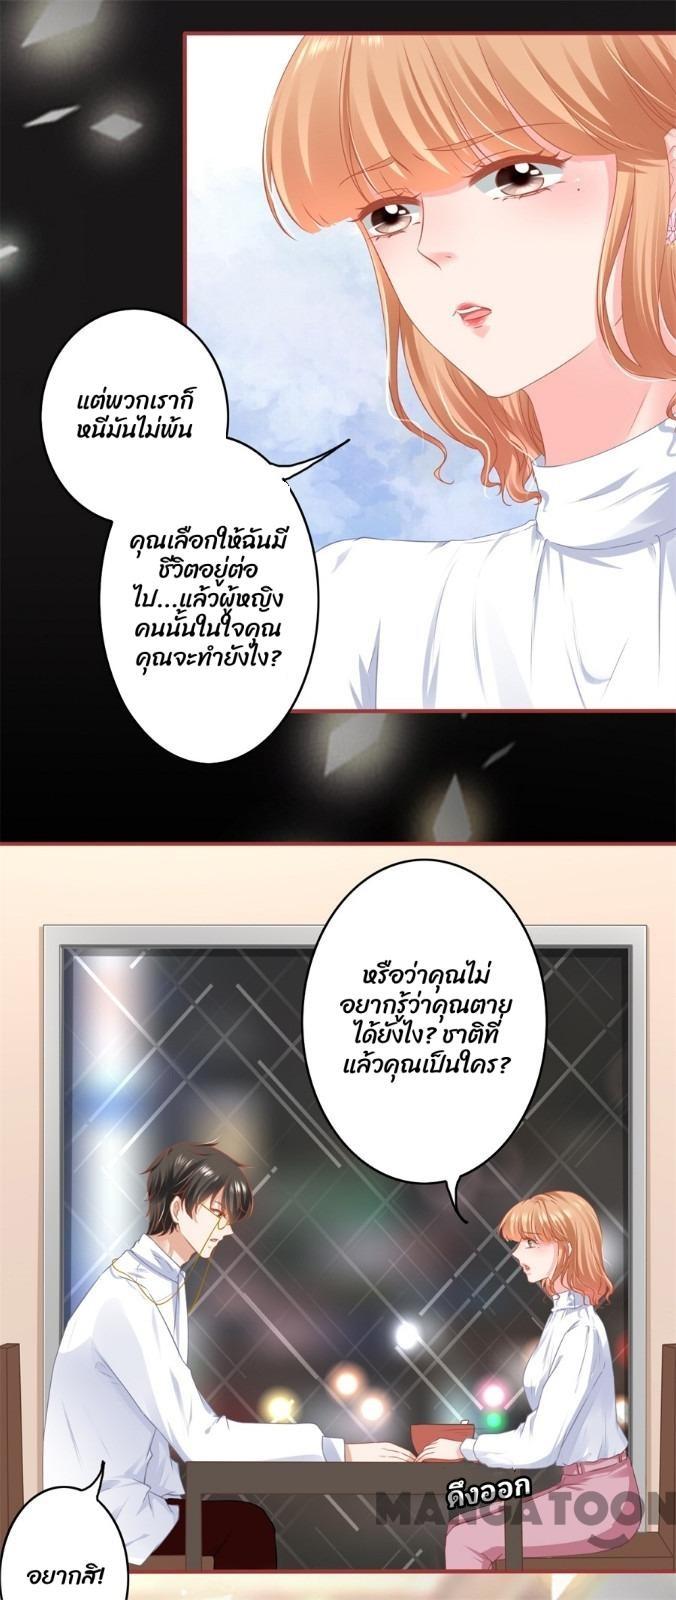 แต่พวกเราก็
หนีมันไม่พ้น
คุณเลือกให้ฉันมี
ชีวิตอยู่ต่อ
ไป...แล้วผู้หญิง
คนนั้นในใจคุณ
คุณจะทำยังไง?
หรือว่าคุณไม่
อยากรู้ว่าคุณตาย
ได้ยังไง? ชาติที่
แล้วคุณเป็นใคร?
ดึงออก
MANGATOON
อยากสิ!